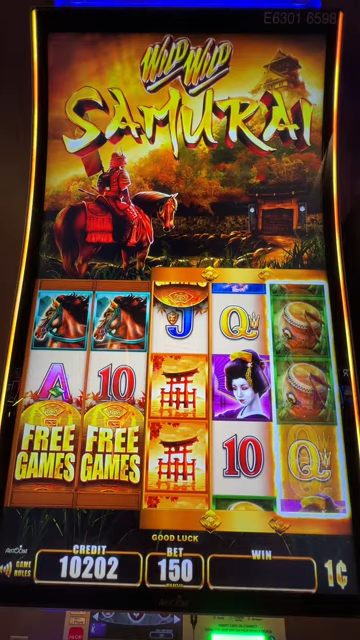 E6301 6598
WILD WILD
SAMURAI
J
Q
A
10
FREE
GAMES
FREE
GAMES
10
Q
GOOD LUCK
ARISTOCRAT
GAME
RULES
CREDIT
10202
BET
150
WIN
1¢